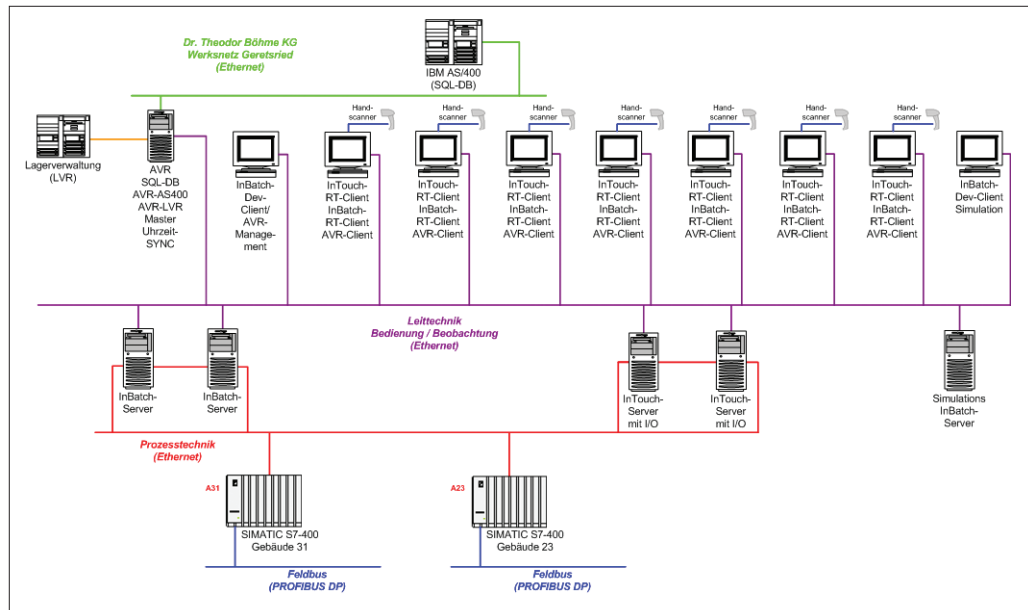 Dr. Theodor Böhme KG
Werksnetz Geretsried
(Ethernet)
IBM AS/400
(SQL-DB)
Hand-
scanner
Hand-
scanner
Hand-
scanner
Hand-
scanner
Hand-
scanner
Hand-
scanner
Hand-
scanner
Lagerverwaltung
(LVR)
AVR
SQL-DB
AVR-AS400
AVR-LVR
Master
Uhrzeit-
SYNC
InBatch-
Dev-
Client/
AVR-
Manage-
ment
InTouch-
RT-Client
InBatch-
RT-Client
AVR-Client
InTouch-
RT-Client
InBatch-
RT-Client
AVR-Client
InTouch-
RT-Client
InBatch-
RT-Client
AVR-Client
InTouch-
RT-Client
InBatch-
RT-Client
AVR-Client
InTouch-
RT-Client
InBatch-
RT-Client
AVR-Client
InTouch-
RT-Client
InBatch-
RT-Client
AVR-Client
InTouch-
RT-Client
InBatch-
RT-Client
AVR-Client
InBatch-
Dev-Client
Simulation
Leittechnik
Bedienung / Beobachtung
(Ethernet)
InBatch-
Server
InBatch-
Server
InTouch-
Server
mit I/O
InTouch-
Server
mit I/O
Simulations
InBatch-
Server
Prozesstechnik
(Ethernet)
A31
SIMATIC S7-400
Gebäude 31
A23
SIMATIC S7-400
Gebäude 23
Feldbus
(PROFIBUS DP)
Feldbus
(PROFIBUS DP)